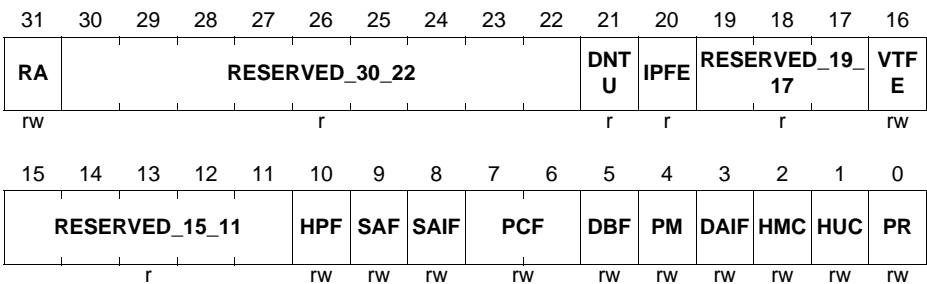 31 30 29 28 27 26 25 24 23 22 21 20 19 18 17 16
RA RESERVED_30_22 DNT U IPFE RESERVED_19_ 17 VTF E
rw r r r r rw
15 14 13 12 11 10 9 8 7 6 5 4 3 2 1 0
RESERVED_15_11 HPF SAF SAIF PCF DBF PM DAIF HMC HUC PR
r rw rw rw rw rw rw rw rw rw rw